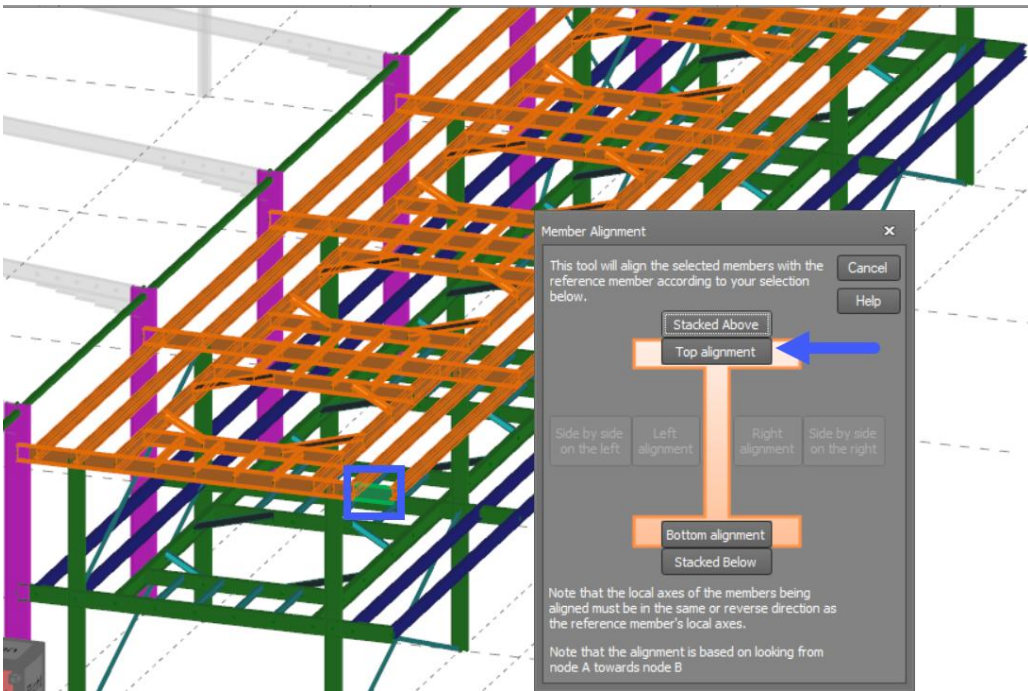 Member Alignment
This tool will align the selected members with the
reference member according to your selection
below.
Cancel
Help
Stacked Above
Top alignment
Side by side
on the left
Left
alignment
Right
alignment
Side by side
on the right
Bottom alignment
Stacked Below
Note that the local axes of the members being
aligned must be in the same or reverse direction as
the reference member's local axes.
Note that the alignment is based on looking from
node A towards node B